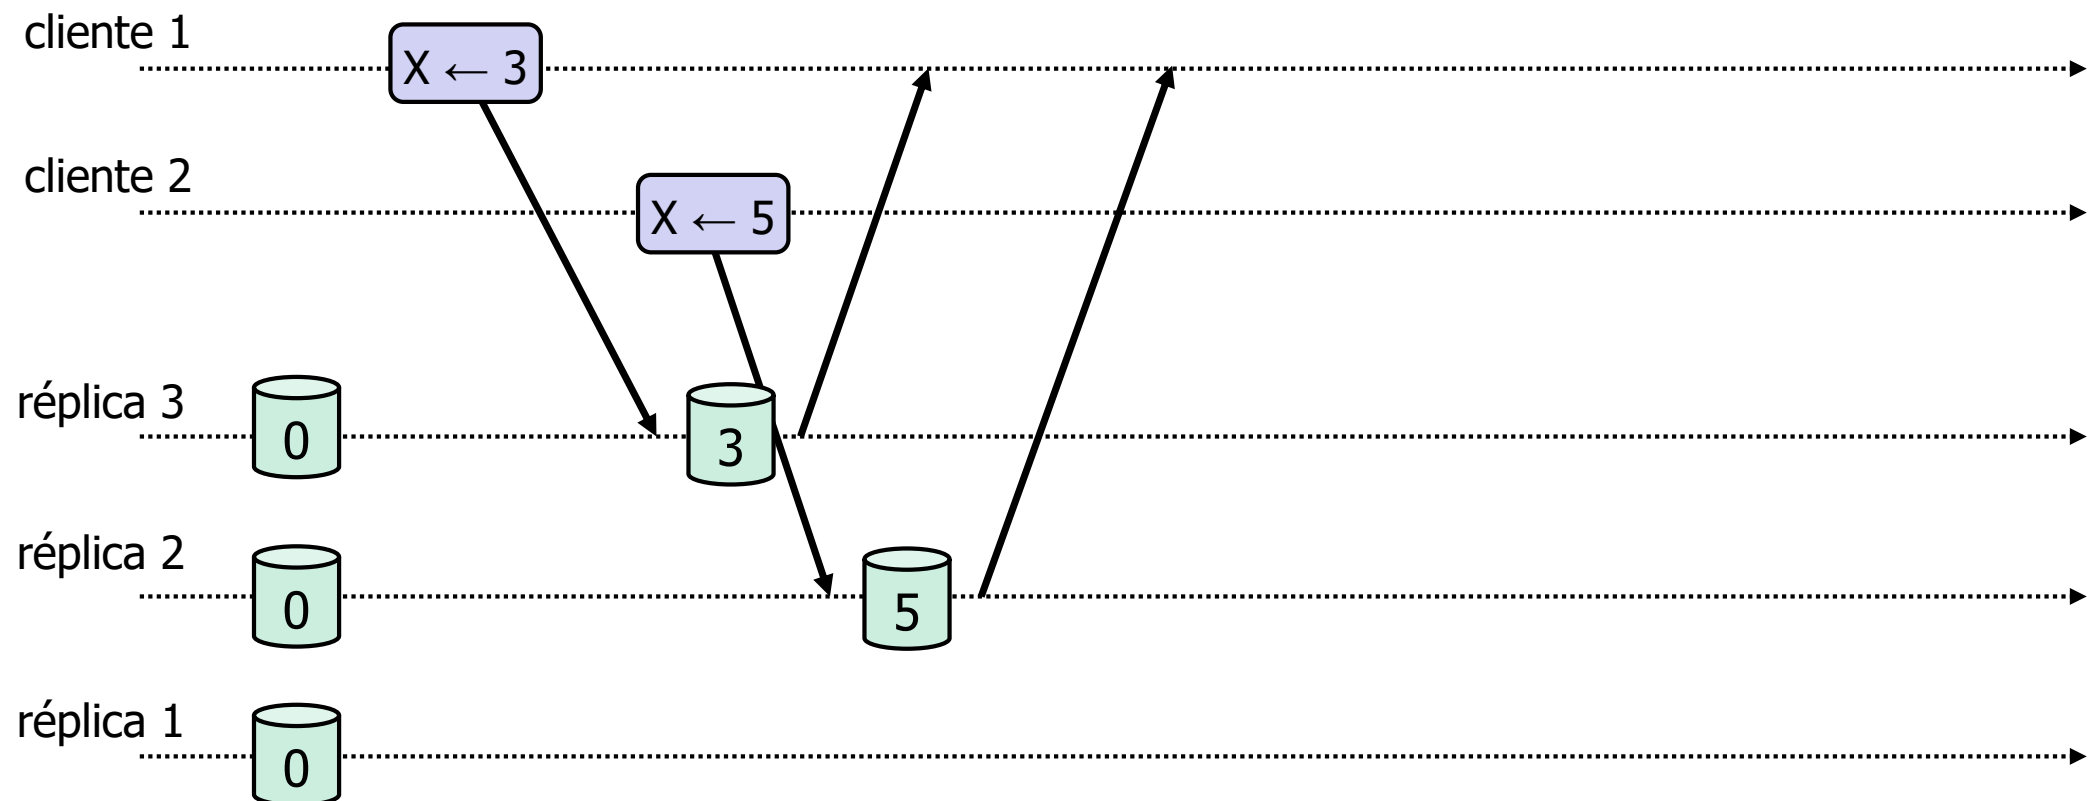 cliente 1
X ← 3
cliente 2
X ← 5
réplica 3
0
3
réplica 2
0
5
réplica 1
0